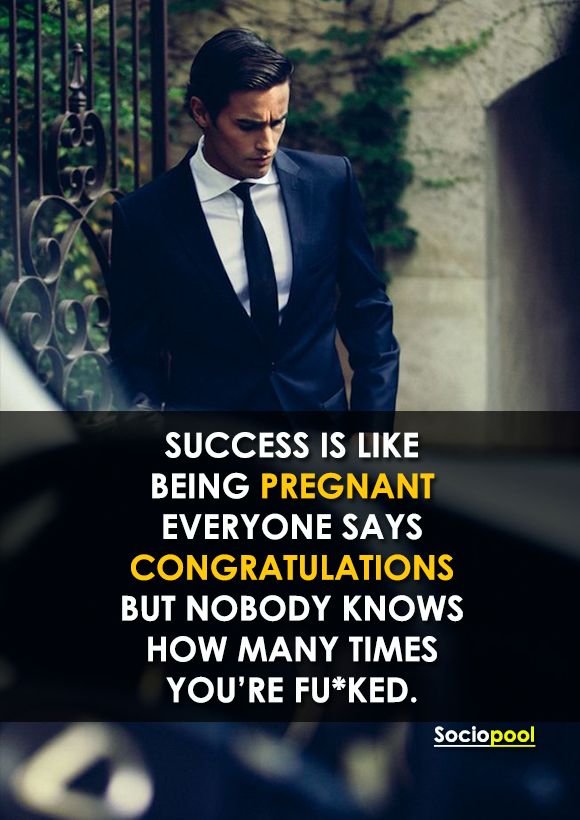 SUCCESS IS LIKE
BEING PREGNANT
EVERYONE SAYS
CONGRATULATIONS
BUT NOBODY KNOWS
HOW MANY TIMES
YOU’RE FU*KED.
Sociopool